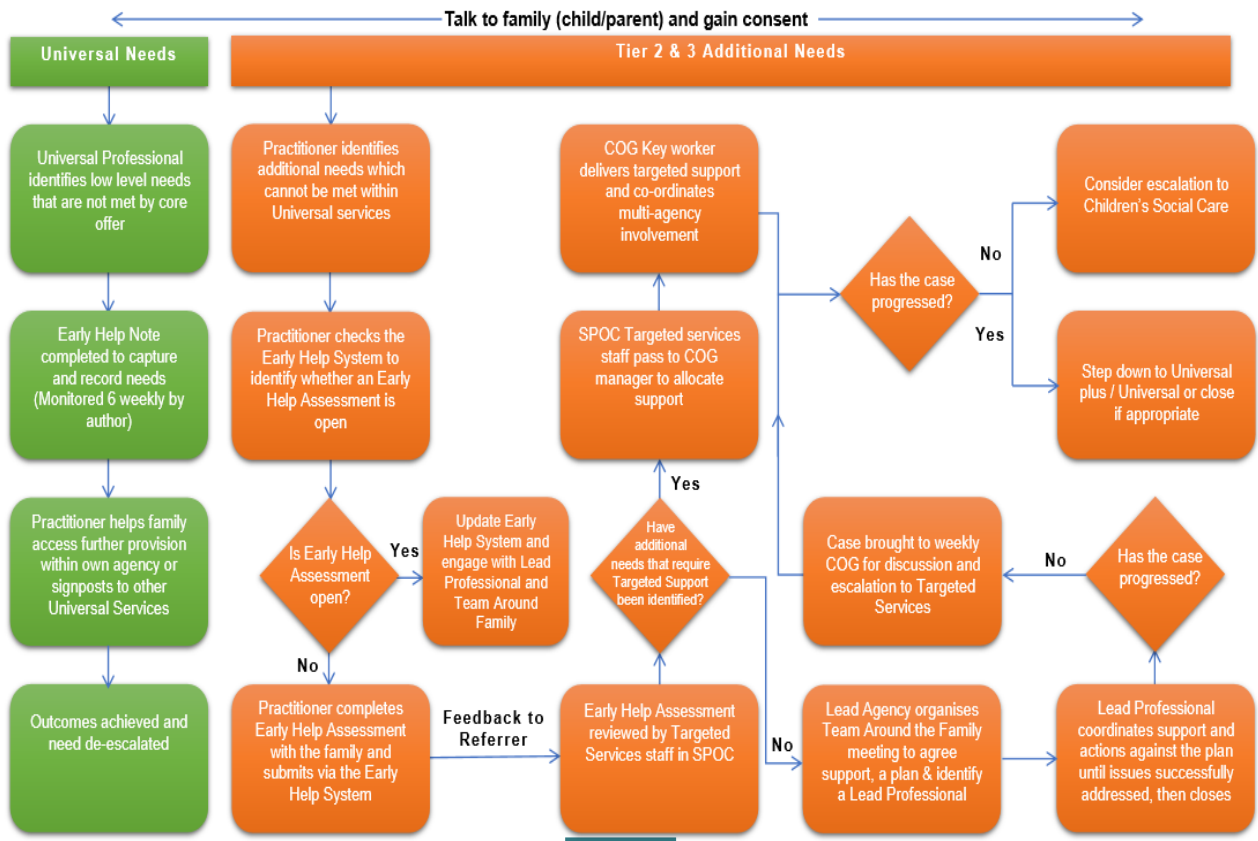 Talk to family (child/parent) and gain consent
Universal Needs
Tier 2 & 3 Additional Needs
Universal Professional
identifies low level needs
that are not met by core
offer
Early Help Note
completed to capture
and record needs
(Monitored 6 weekly by
author)
Practitioner helps family
access further provision
within own agency or
signposts to other
Universal Services
Outcomes achieved and
need de-escalated
Practitioner identifies
additional needs which
cannot be met within
Universal services
Practitioner checks the
Early Help System to
identify whether an Early
Help Assessment is
open
Is Early Help
Assessment
open?
Yes
Update Early
Help System and
engage with Lead
Professional and
Team Around
Family
No
Practitioner completes
Early Help Assessment
with the family and
submits via the Early
Help System
Feedback to
Referrer
Early Help Assessment
reviewed by Targeted
Services staff in SPOC
Have
additional
needs that require
Targeted Support
been identified?
Yes
SPOC Targeted services
staff pass to COG
manager to allocate
support
COG Key worker
delivers targeted support
and co-ordinates
multi-agency
involvement
No
Lead Agency organises
Team Around the Family
meeting to agree
support, a plan & identify
a Lead Professional
Lead Professional
coordinates support and
actions against the plan
until issues successfully
addressed, then closes
Has the case
progressed?
No
Case brought to weekly
COG for discussion and
escalation to Targeted
Services
Has the case
progressed?
No
Consider escalation to
Children's Social Care
Yes
Step down to Universal
plus / Universal or close
if appropriate